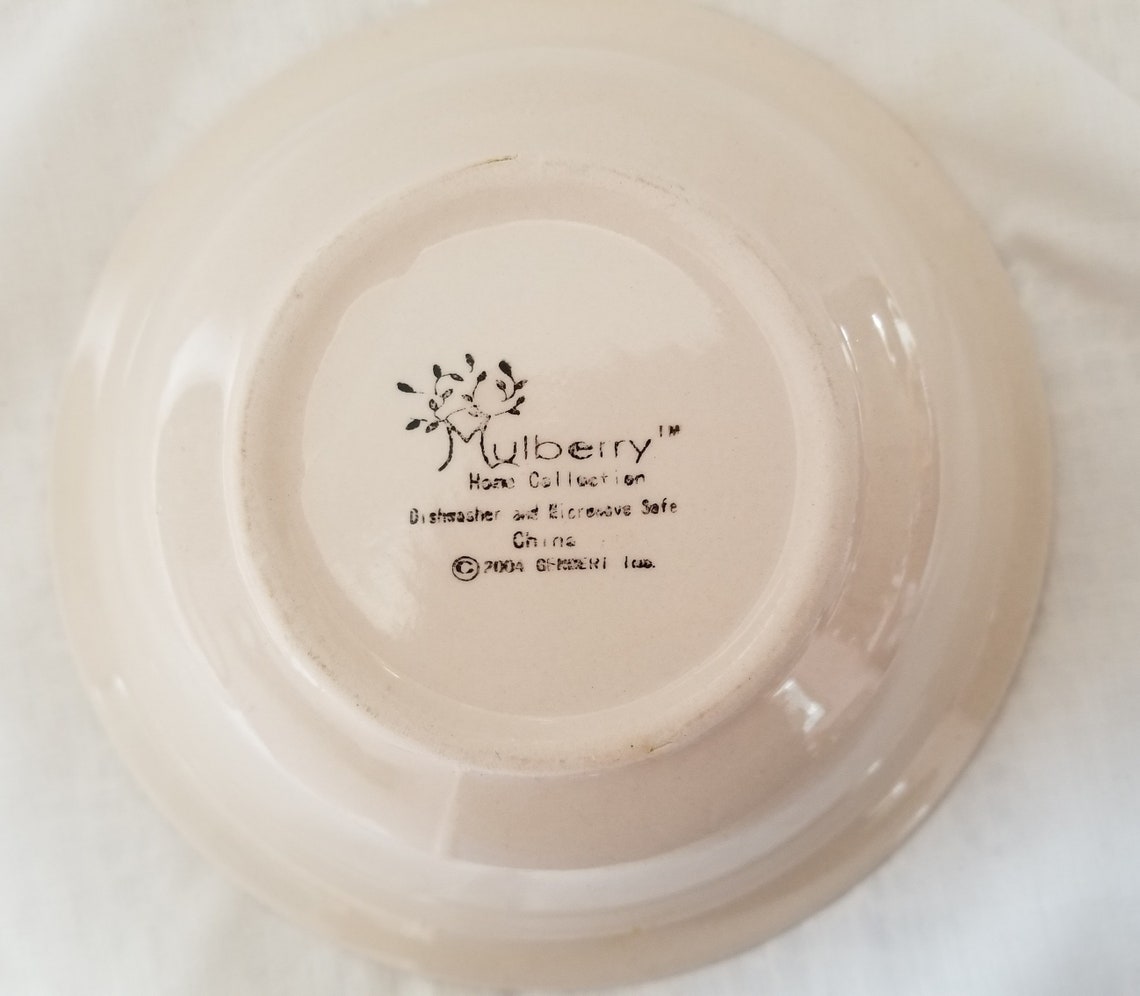 Mulberry™
Home Collection
Dishwasher and Microwave Safe
China
©2004 Inc.